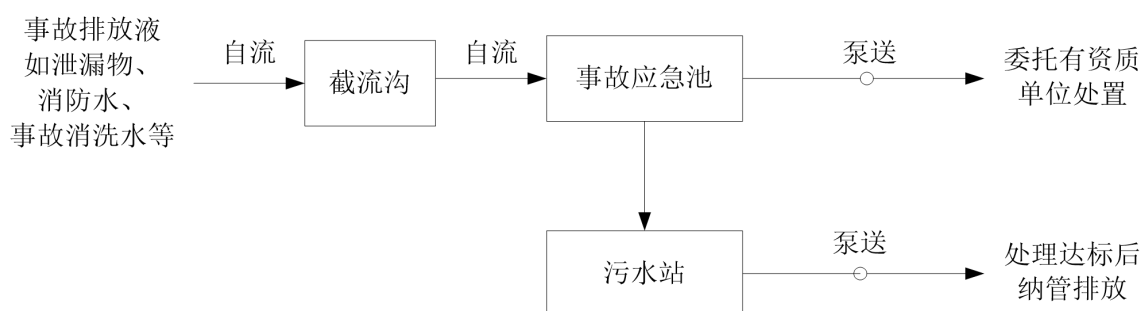 事故排放液
如泄漏物、
消防水、
事故消洗水等
自流
截流沟
自流
事故应急池
泵送
委托有资质
单位处置
污水站
泵送
处理达标后
纳管排放